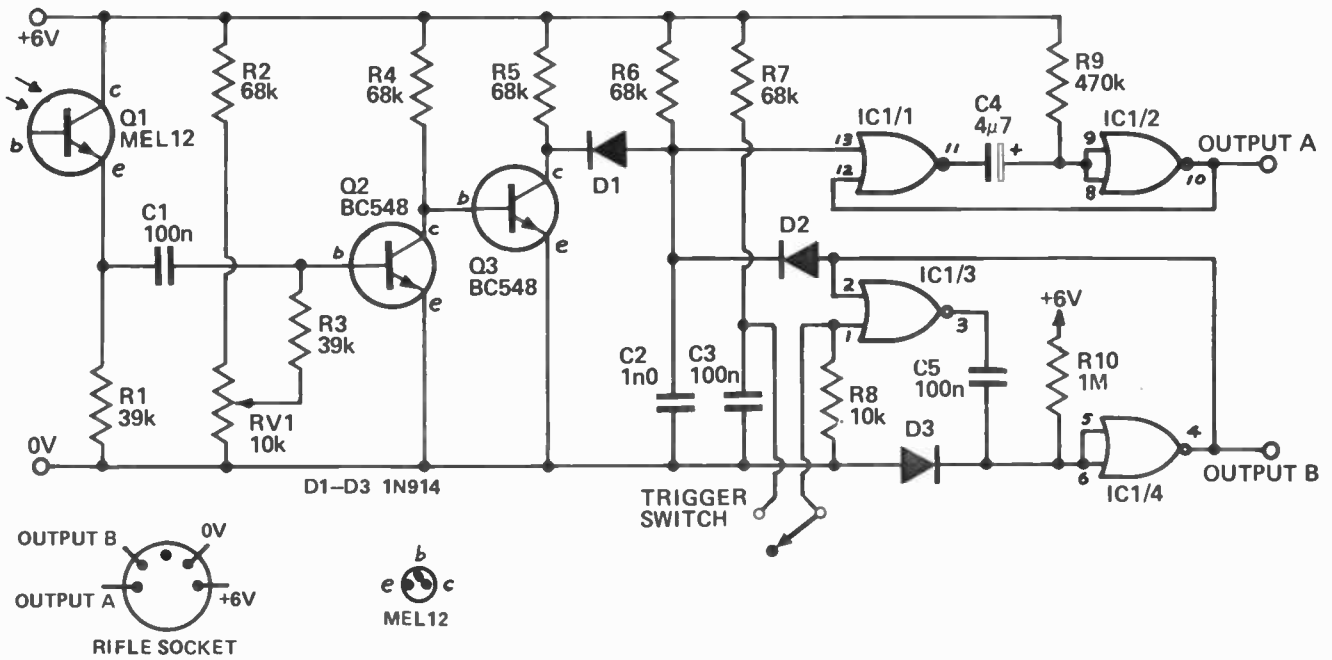 +6V
c
Q1
MEL12
b
e
R2
68k
R4
68k
R5
68k
R6
68k
R7
68k
R9
470k
C4
4μ7
+
IC1/1
13
12
11
IC1/2
9
8
10
OUTPUT A
D1
c
b
e
Q3
BC548
Q2
BC548
c
b
e
C1
100n
R3
39k
R1
39k
RV1
10k
D2
IC1/3
2
1
3
+6V
C2
1n0
C3
100n
R8
10k
C5
100n
R10
1M
D3
5
6
4
IC1/4
OUTPUT B
0V
D1–D3 1N914
TRIGGER
SWITCH
OUTPUT B
0V
OUTPUT A
+6V
RIFLE SOCKET
b
e
c
MEL12